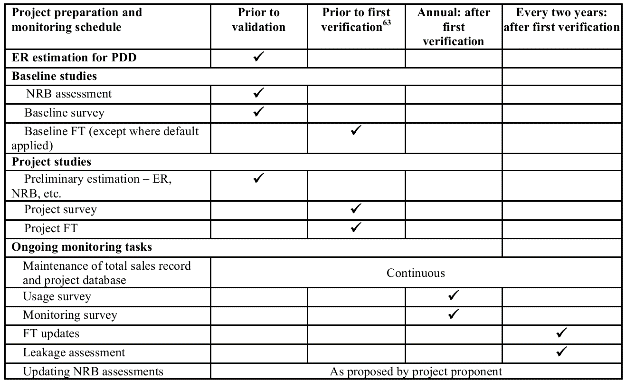 Project preparation and monitoring schedule
Prior to validation
Prior to first verification63
Annual: after first verification
Every two years: after first verification
ER estimation for PDD ✓
Baseline studies
NRB assessment ✓
Baseline survey ✓
Baseline FT (except where default applied) ✓
Project studies
Preliminary estimation – ER, NRB, etc. ✓
Project survey ✓
Project FT ✓
Ongoing monitoring tasks
Maintenance of total sales record and project database
Continuous
Usage survey ✓
Monitoring survey ✓
FT updates ✓
Leakage assessment ✓
Updating NRB assessments
As proposed by project proponent